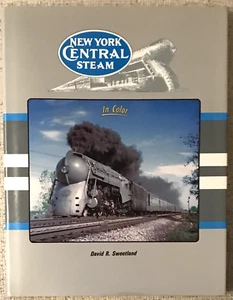 NEW YORK
CENTRAL
STEAM
In Color
David R. Sweetland